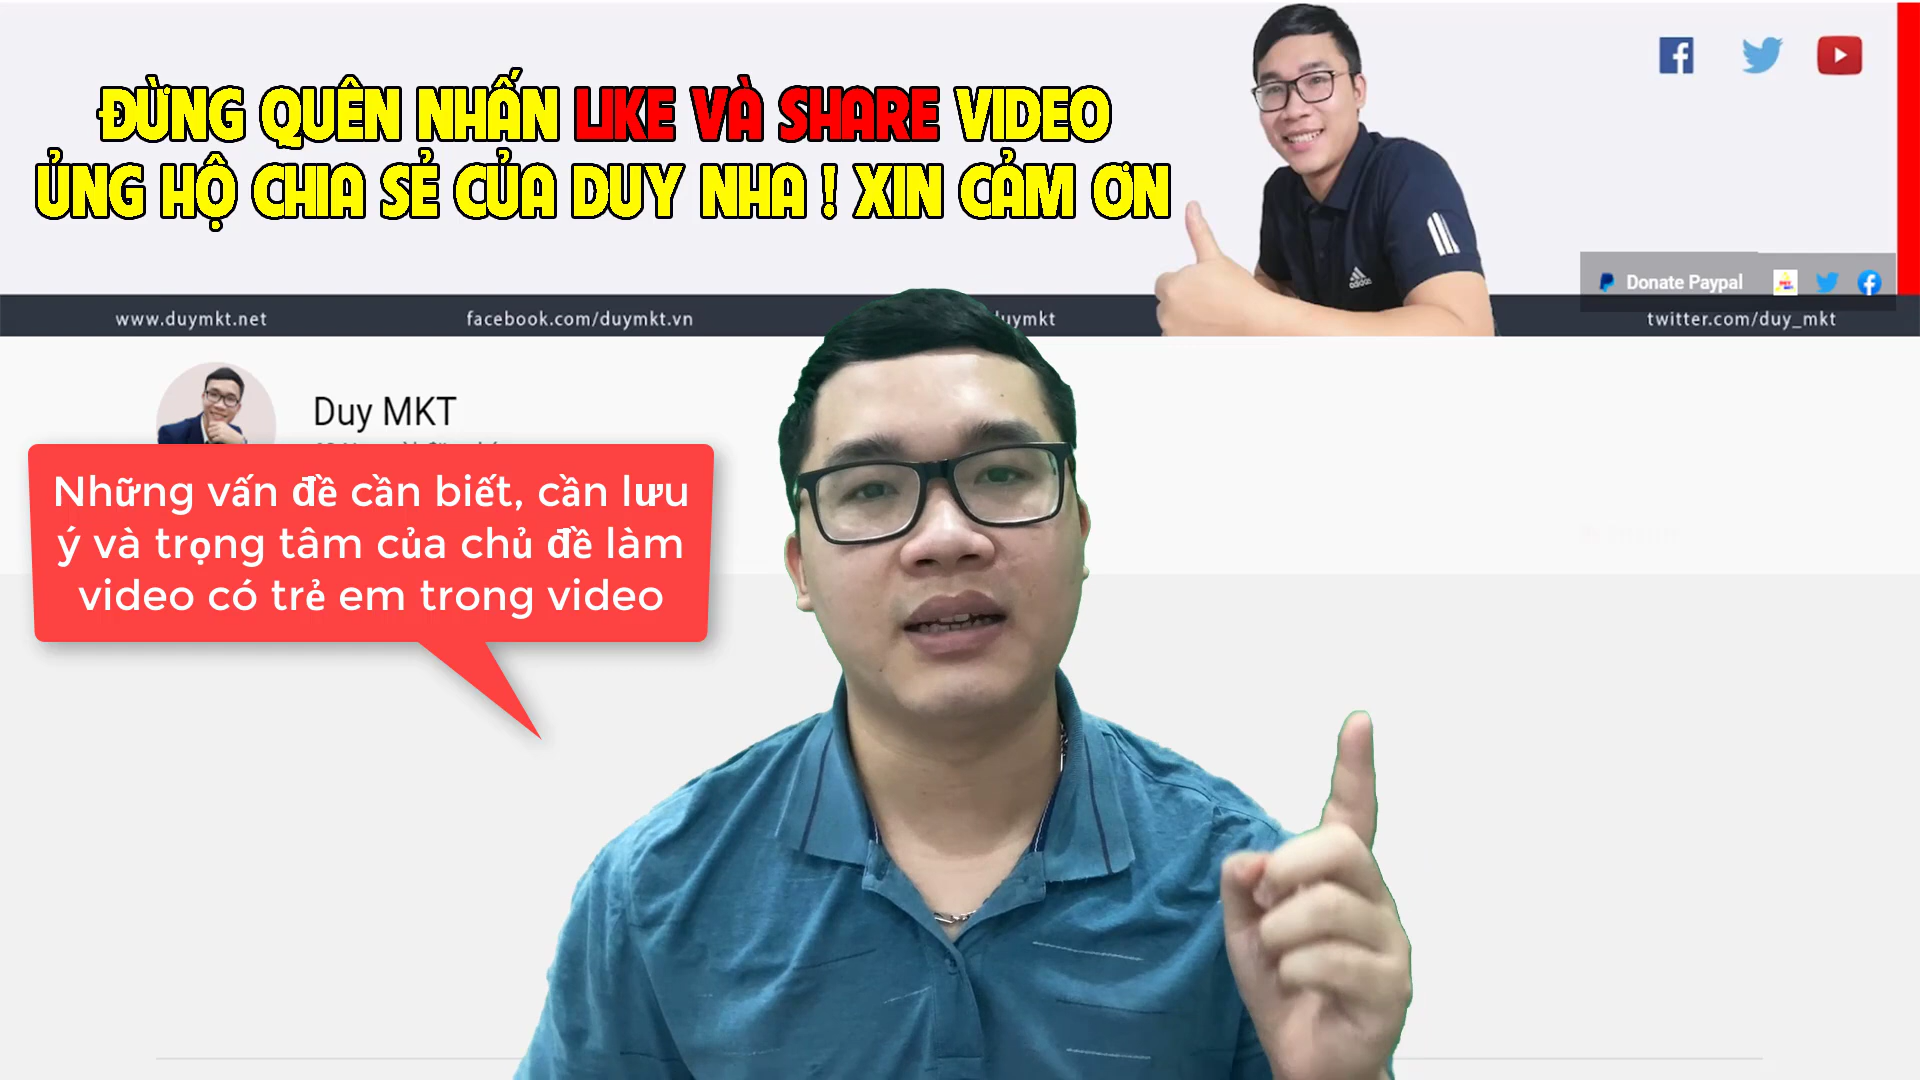 ĐỪNG QUÊN NHẤN LIKE VÀ SHARE VIDEO
ỦNG HỘ CHIA SẺ CỦA DUY NHA ! XIN CẢM ƠN
adidas
Donate Paypal
www.duymkt.net
facebook.com/duymkt.vn
uymkt
twitter.com/duy_mkt
Duy MKT
Những vấn đề cần biết, cần lưu
ý và trọng tâm của chủ đề làm
video có trẻ em trong video